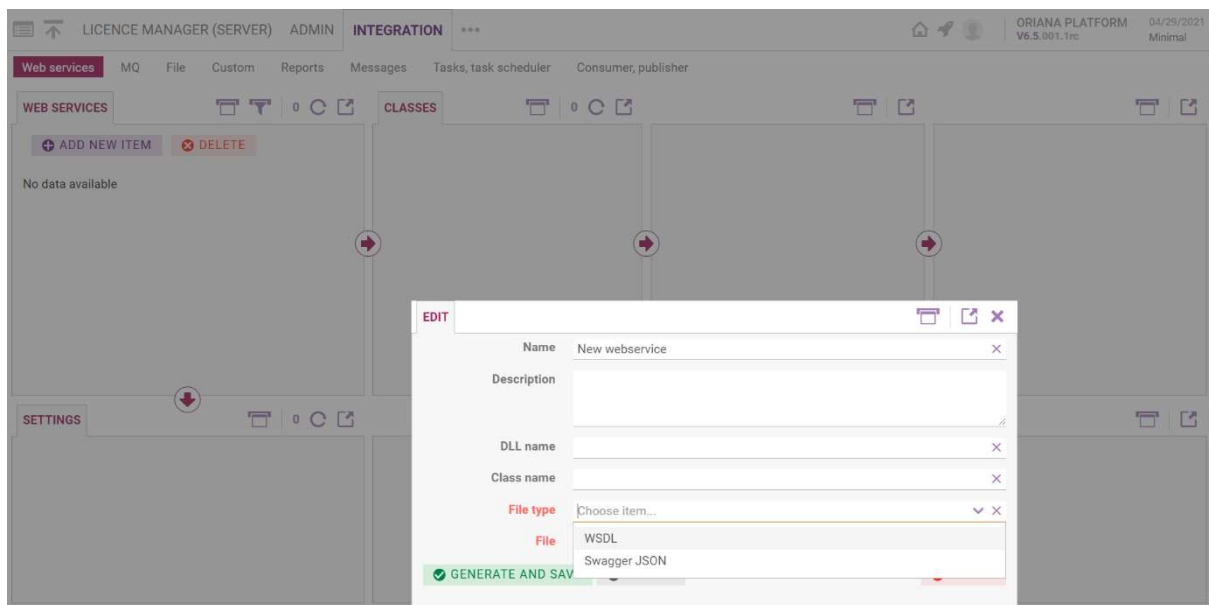 LICENCE MANAGER (SERVER) ADMIN INTEGRATION ORIANA PLATFORM 04/29/2021
V6.5.001.1rc Minimal
Web services MQ File Custom Reports Messages Tasks, task scheduler Consumer, publisher
WEB SERVICES 0 CLASSES 0
ADD NEW ITEM DELETE
No data available
EDIT
Name New webservice
Description
SETTINGS 0
DLL name
Class name
File type Choose item...
File WSDL
Swagger JSON
GENERATE AND SAV